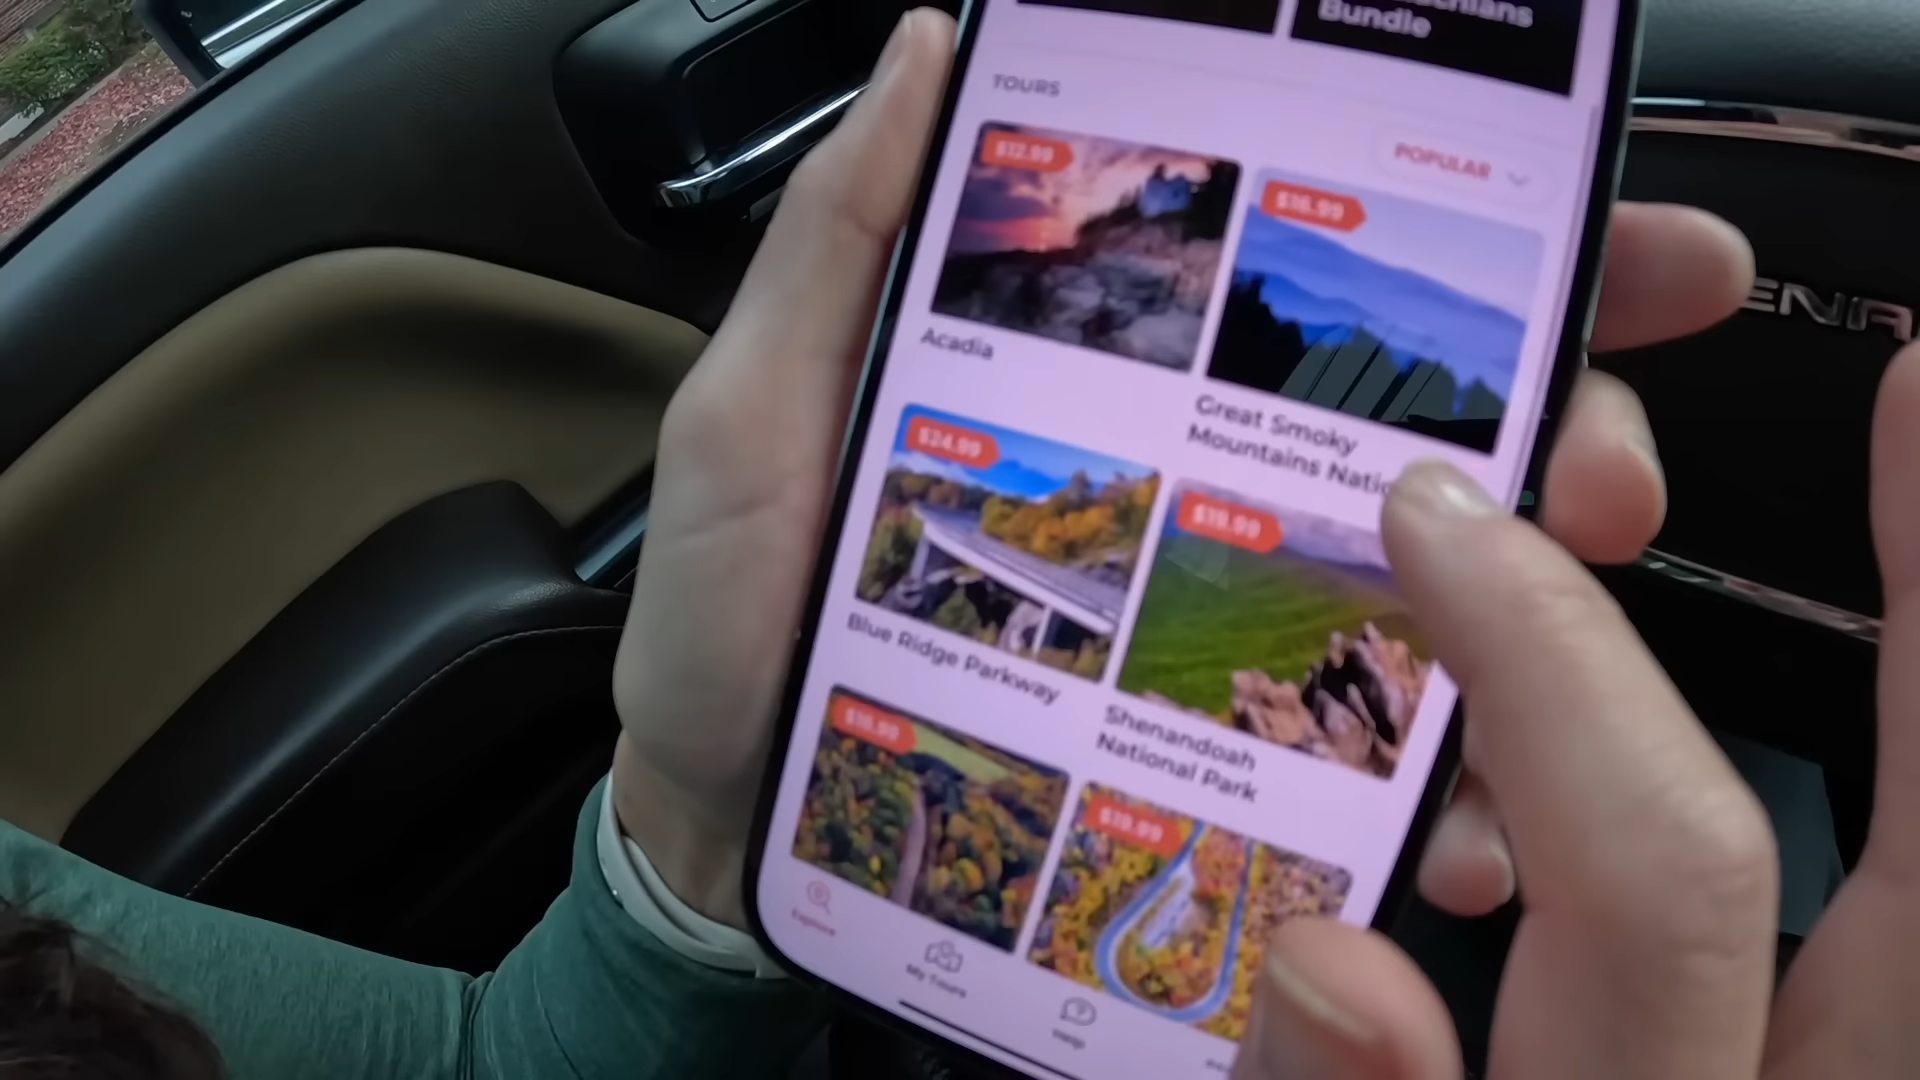 Bundle
TOURS
POPULAR
$12.99
$16.99
Acadia
Great Smoky
Mountains
$24.99
$19.99
Blue Ridge Parkway
Shenandoah
National Park
$19.99
Explore
My Tours
Help